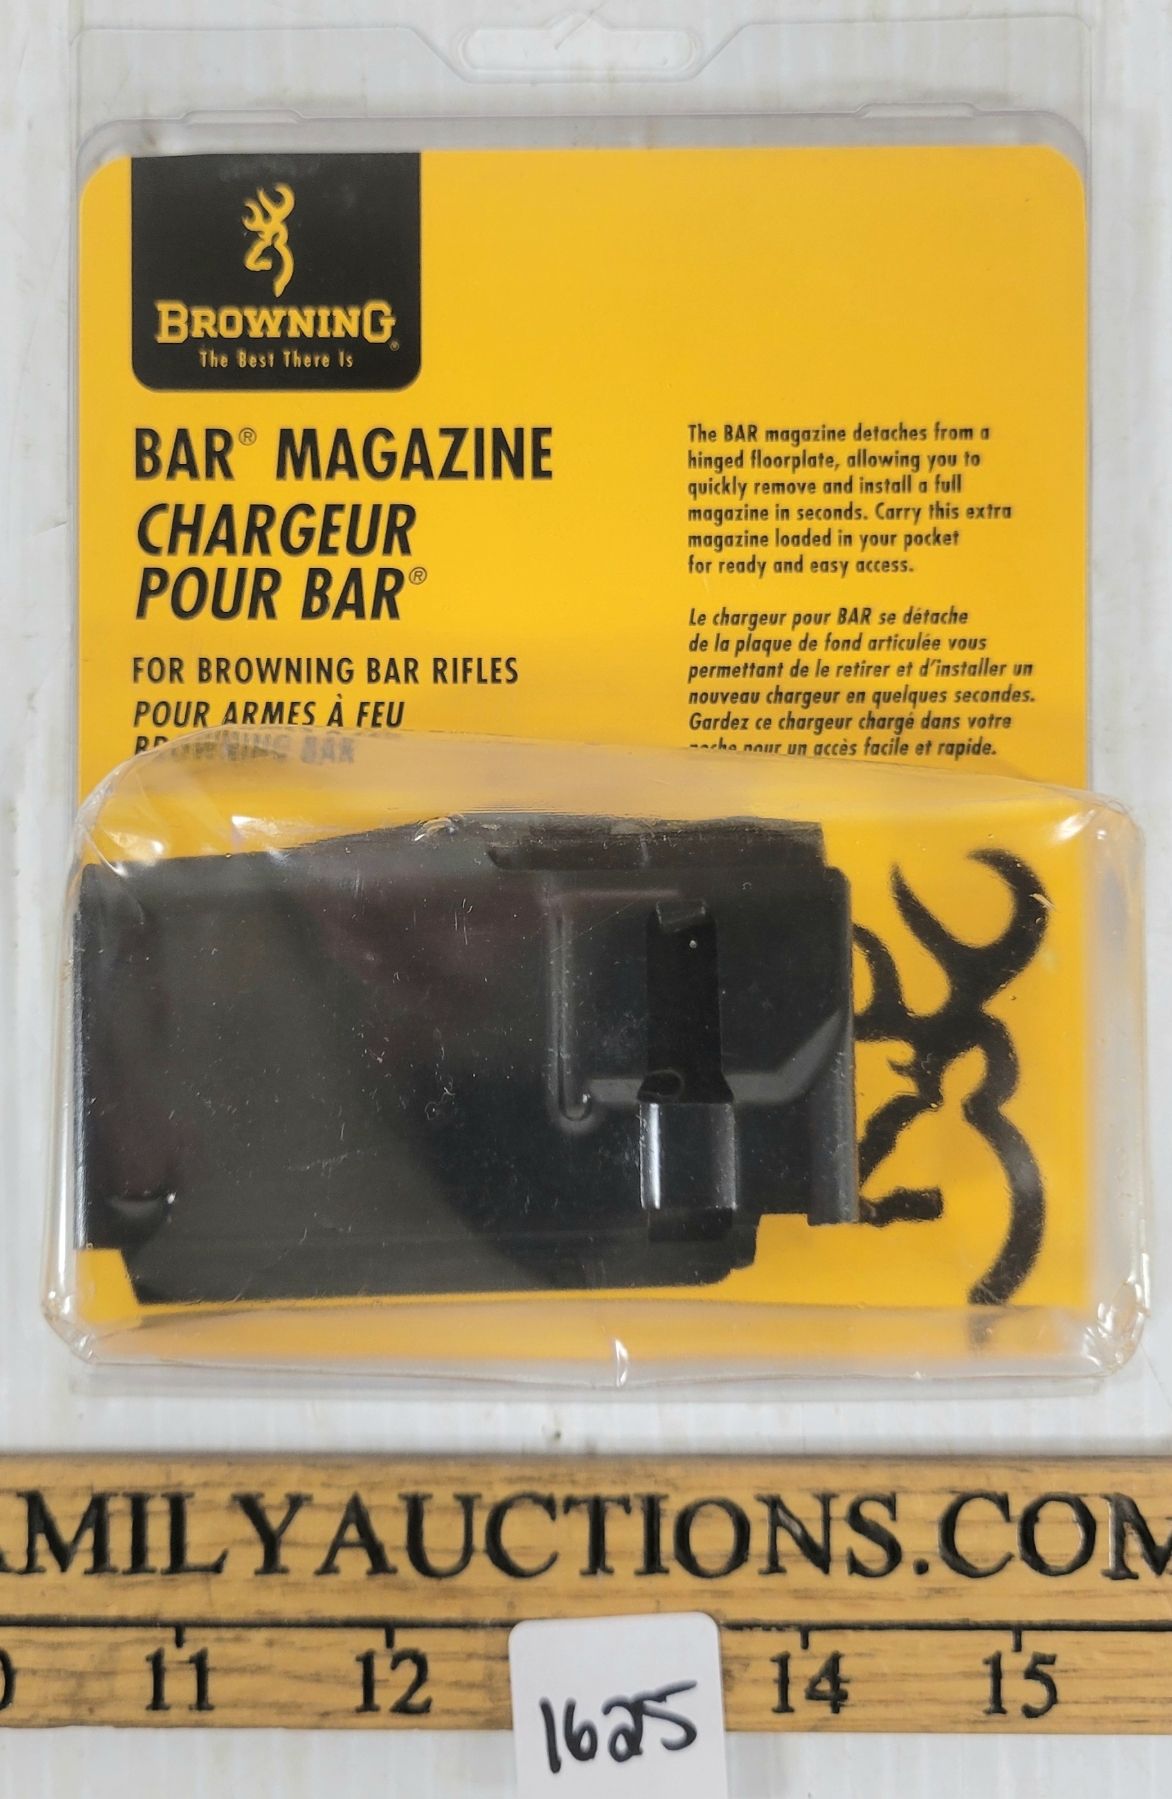 BROWNING®
The Best There Is
BAR® MAGAZINE
CHARGEUR
POUR BAR®
FOR BROWNING BAR RIFLES
POUR ARMES À FEU
BROWNING BAR
The BAR magazine detaches from a
hinged floorplate, allowing you to
quickly remove and install a full
magazine in seconds. Carry this extra
magazine loaded in your pocket
for ready and easy access.
Le chargeur pour BAR se détache
de la plaque de fond articulée vous
permettant de le retirer et d'installer un
nouveau chargeur en quelques secondes.
Gardez ce chargeur chargé dans votre
poche pour un accès facile et rapide.
AMILYAUCTIONS.COM
0 11 12 14 15
1625